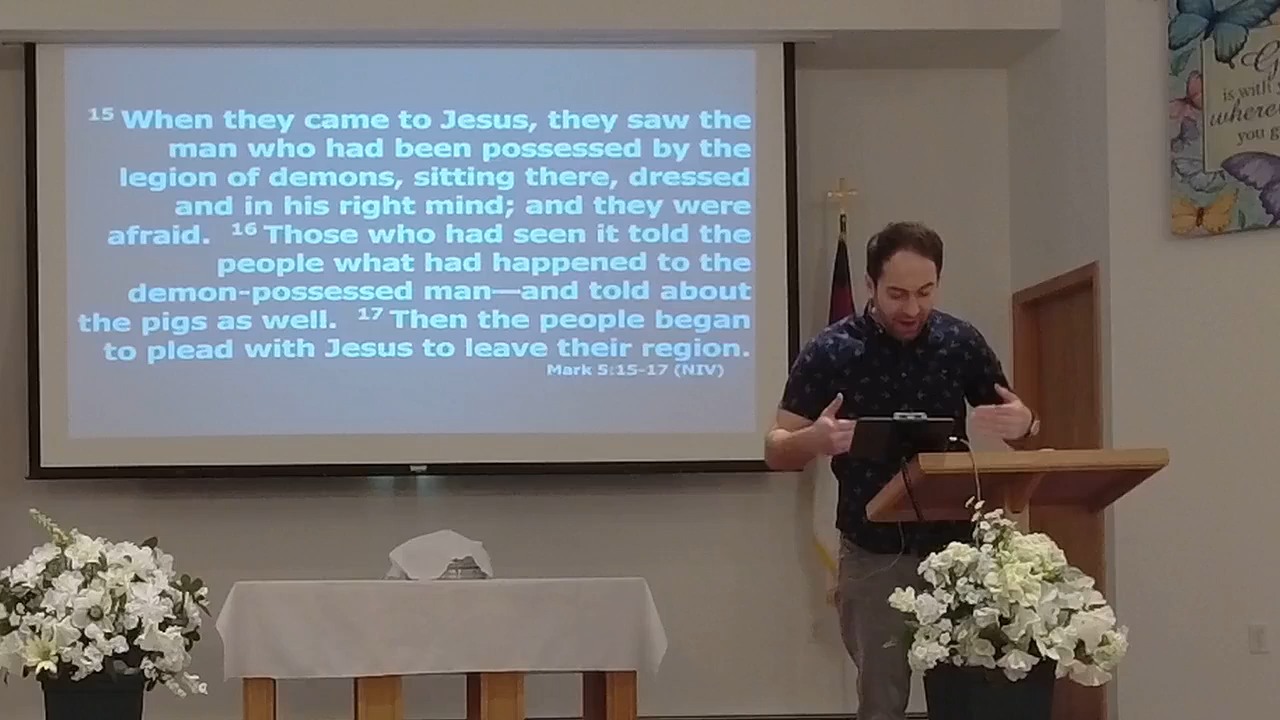 15 When they came to Jesus, they saw the
man who had been possessed by the
legion of demons, sitting there, dressed
and in his right mind; and they were
afraid. 16 Those who had seen it told the
people what had happened to the
demon-possessed man—and told about
the pigs as well. 17 Then the people began
to plead with Jesus to leave their region.
Mark 5:15-17 (NIV)
is with
where
you